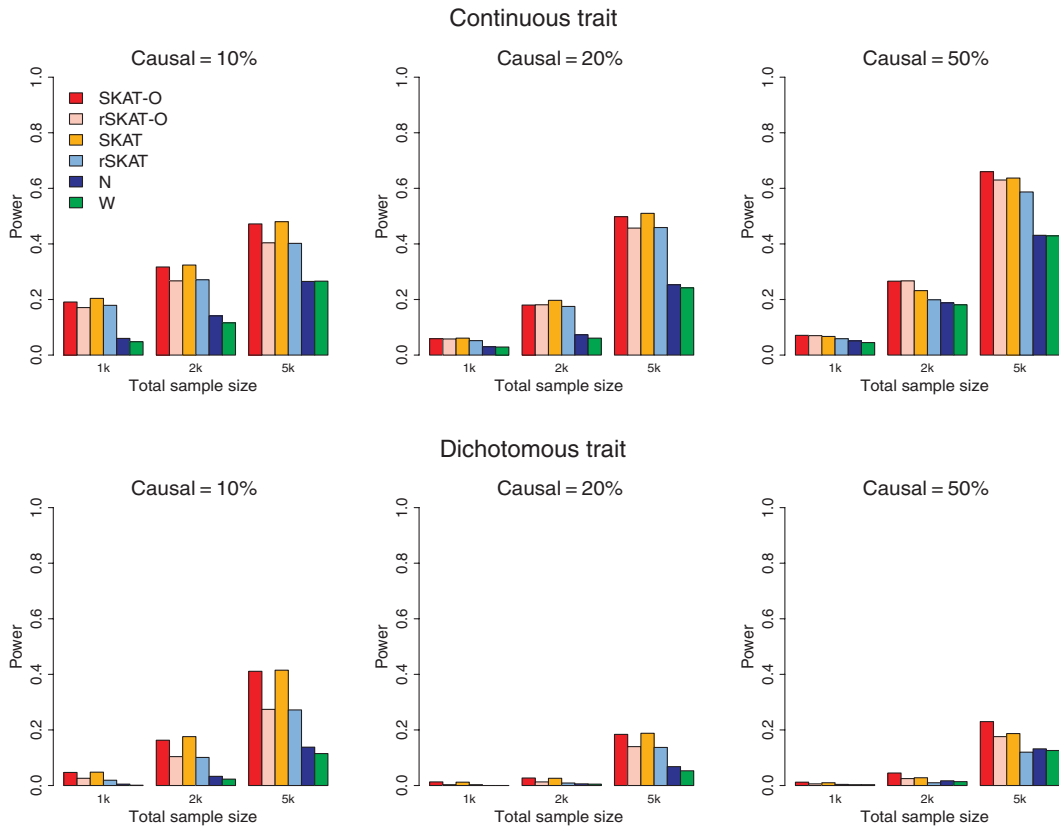 Continuous trait
Causal = 10%
Causal = 20%
Causal = 50%
Power
0.0 0.2 0.4 0.6 0.8 1.0
SKAT-O
rSKAT-O
SKAT
rSKAT
N
W
1k 2k 5k
Total sample size
Power
0.0 0.2 0.4 0.6 0.8 1.0
1k 2k 5k
Total sample size
Power
0.0 0.2 0.4 0.6 0.8 1.0
1k 2k 5k
Total sample size
Dichotomous trait
Causal = 10%
Causal = 20%
Causal = 50%
Power
0.0 0.2 0.4 0.6 0.8 1.0
1k 2k 5k
Total sample size
Power
0.0 0.2 0.4 0.6 0.8 1.0
1k 2k 5k
Total sample size
Power
0.0 0.2 0.4 0.6 0.8 1.0
1k 2k 5k
Total sample size